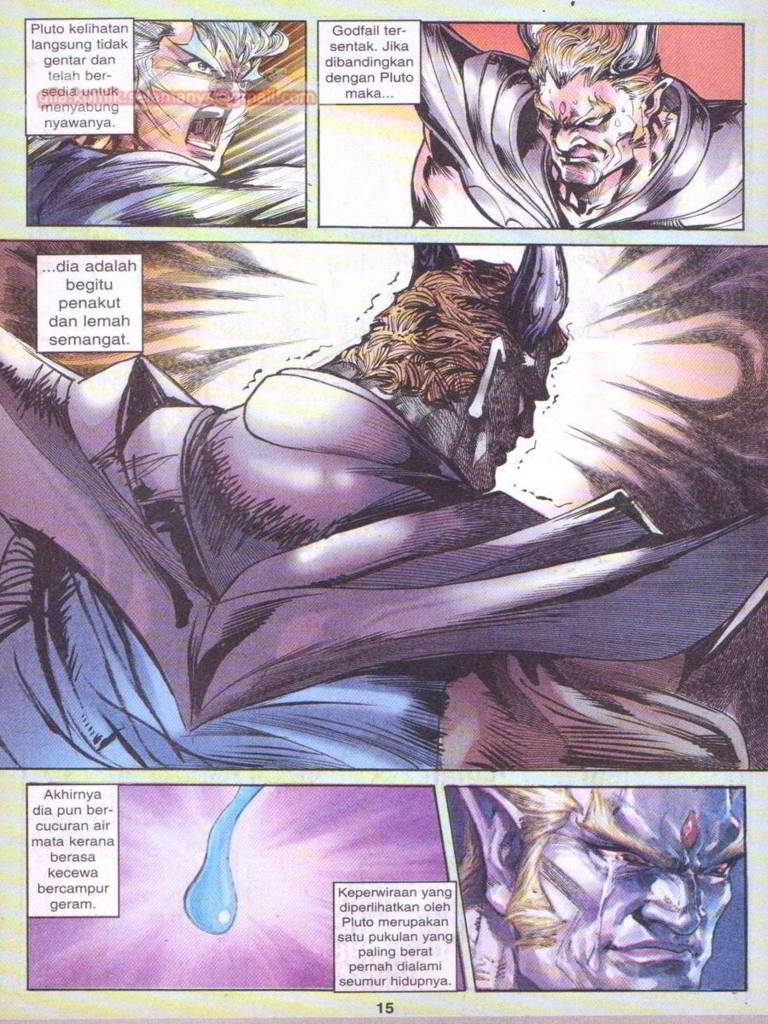 Pluto kelihatan
langsung tidak
gentar dan
telah ber-
sedia untuk
menyabung
nyawanya.
Godfail ter-
sentak. Jika
dibandingkan
dengan Pluto
maka...
...dia adalah
begitu
penakut
dan lemah
semangat.
Akhirnya
dia pun ber-
cucuran air
mata kerana
berasa
kecewa
bercampur
geram.
Keperwiraan yang
diperlihatkan oleh
Pluto merupakan
satu pukulan yang
paling berat
pernah dialami
seumur hidupnya.
15